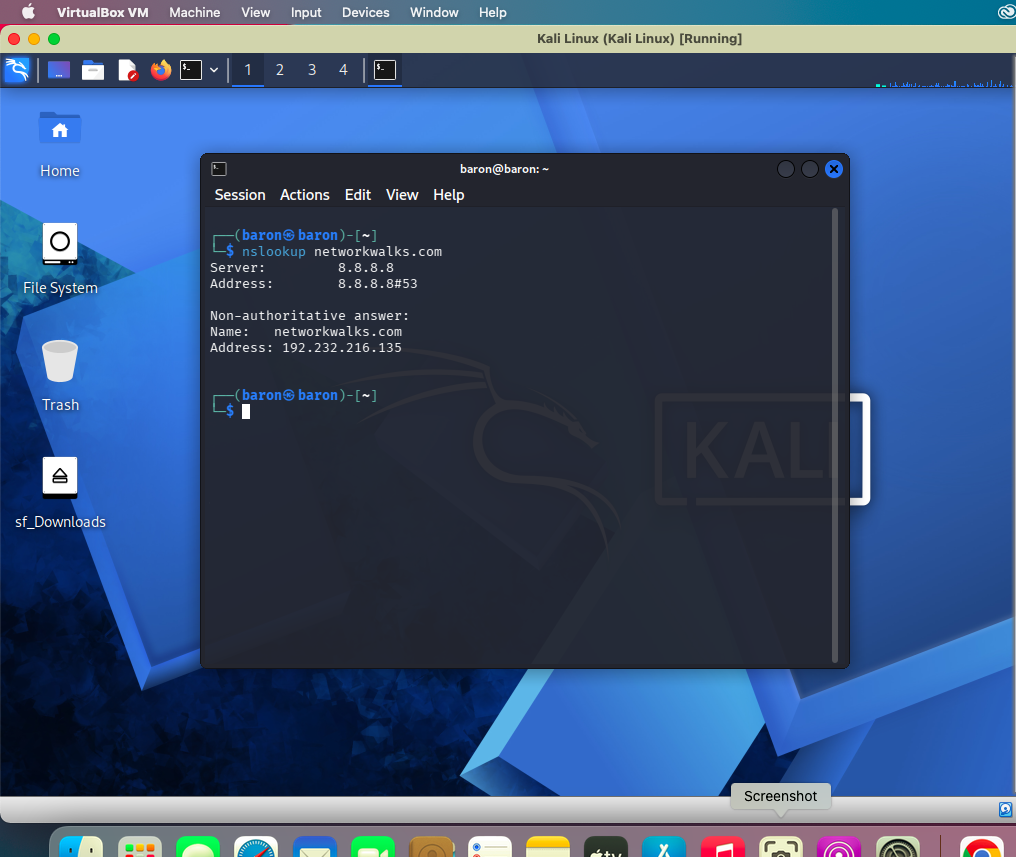 VirtualBox VM Machine View Input Devices Window Help
Kali Linux (Kali Linux) [Running]
1 2 3 4
Home
File System
Trash
sf_Downloads
baron@baron: ~
Session Actions Edit View Help
┌──(baron㉿baron)-[~]
└─$ nslookup networkwalks.com
Server: 8.8.8.8
Address: 8.8.8.8#53
Non-authoritative answer:
Name: networkwalks.com
Address: 192.232.216.135
┌──(baron㉿baron)-[~]
└─$
KALI
Screenshot
tv